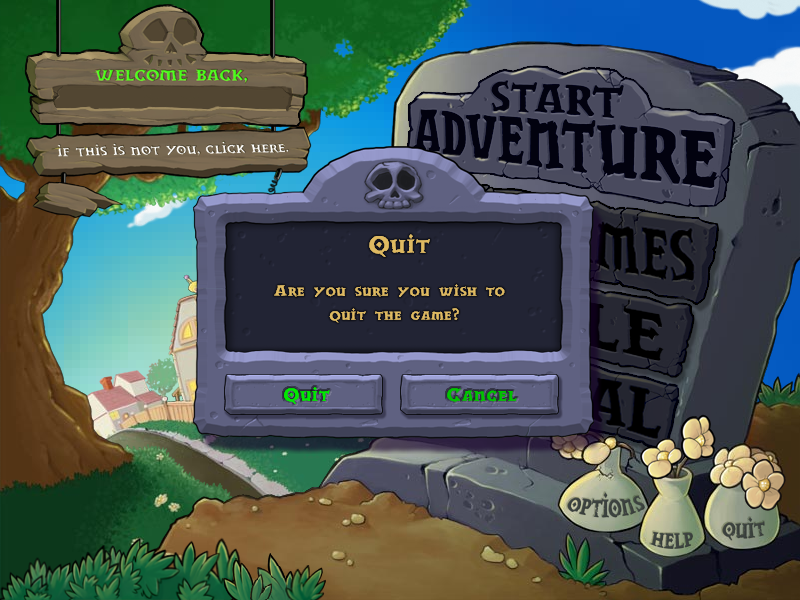 WELCOME BACK,
IF THIS IS NOT YOU, CLICK HERE.
START
ADVENTURE
Quit
Are you sure you wish to
quit the game?
Quit
Cancel
OPTIONS
HELP
QUIT